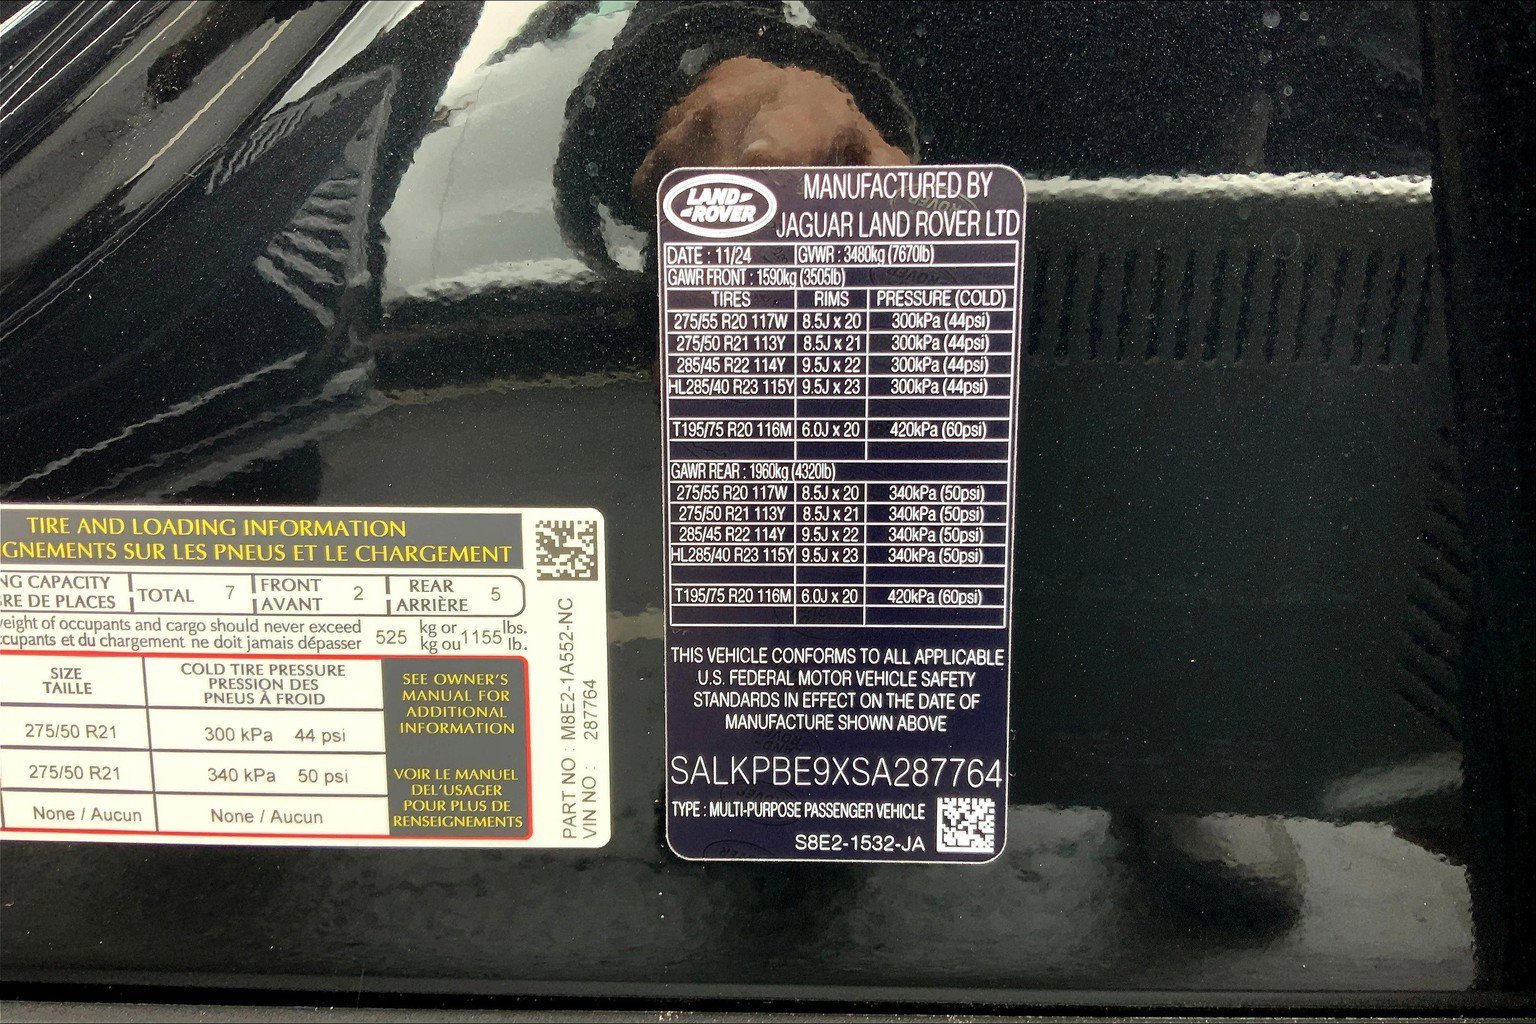 TIRE AND LOADING INFORMATION
SUR LES PNEUS ET LE CHARGEMENT
CAPACITY TOTAL 7 FRONT 2 REAR 5
DE PLACES AVANT ARRIÈRE
of occupants and cargo should never exceed 525 kg or 1155 lbs.
et du chargement ne doit jamais dépasser kg ou lb.
SIZE
TAILLE
COLD TIRE PRESSURE
PRESSION DES
PNEUS À FROID
275/50 R21 300 kPa 44 psi
275/50 R21 340 kPa 50 psi
None / Aucun None / Aucun
SEE OWNER'S
MANUAL FOR
ADDITIONAL
INFORMATION
VOIR LE MANUEL
DEL'USAGER
POUR PLUS DE
RENSEIGNEMENTS
PART NO : M8E2-1A552-NC
VIN NO : 287764
LAND
ROVER
MANUFACTURED BY
JAGUAR LAND ROVER LTD
DATE : 11/24 GVWR : 3480kg (7670lb)
GAWR FRONT : 1590kg (3505lb)
TIRES RIMS PRESSURE (COLD)
275/55 R20 117W 8.5J x 20 300kPa (44psi)
275/50 R21 113Y 8.5J x 21 300kPa (44psi)
285/45 R22 114Y 9.5J x 22 300kPa (44psi)
HL285/40 R23 115Y 9.5J x 23 300kPa (44psi)
T195/75 R20 116M 6.0J x 20 420kPa (60psi)
GAWR REAR : 1960kg (4320lb)
275/55 R20 117W 8.5J x 20 340kPa (50psi)
275/50 R21 113Y 8.5J x 21 340kPa (50psi)
285/45 R22 114Y 9.5J x 22 340kPa (50psi)
HL285/40 R23 115Y 9.5J x 23 340kPa (50psi)
T195/75 R20 116M 6.0J x 20 420kPa (60psi)
THIS VEHICLE CONFORMS TO ALL APPLICABLE
U.S. FEDERAL MOTOR VEHICLE SAFETY
STANDARDS IN EFFECT ON THE DATE OF
MANUFACTURE SHOWN ABOVE
SALKPBE9XSA287764
TYPE : MULTI-PURPOSE PASSENGER VEHICLE
S8E2-1532-JA